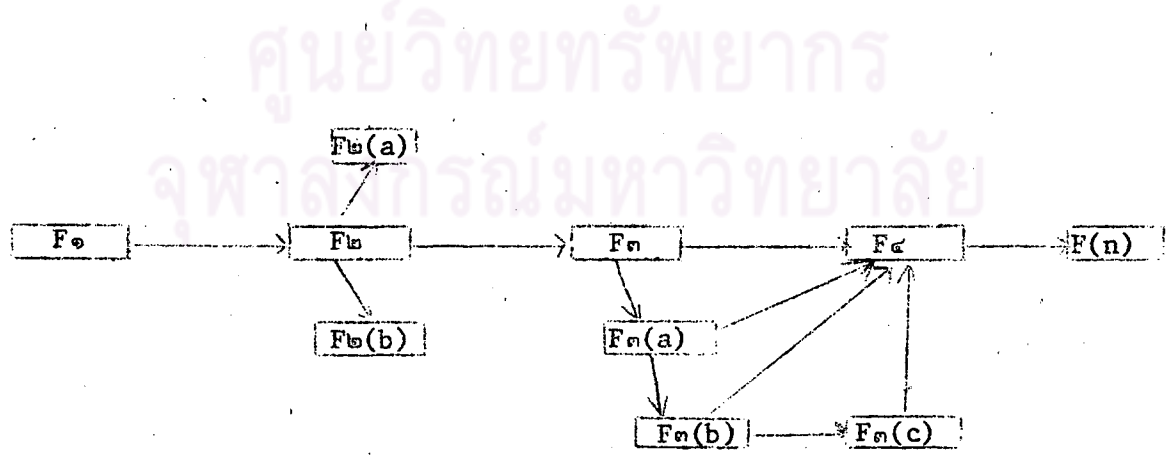 ศูนย์วิทยทรัพยากร
จุฬาลงกรณ์มหาวิทยาลัย
F๒(a)
F๑ F๒ F๓ F๔ F(n)
F๒(b) F๓(a)
F๓(b) F๓(c)